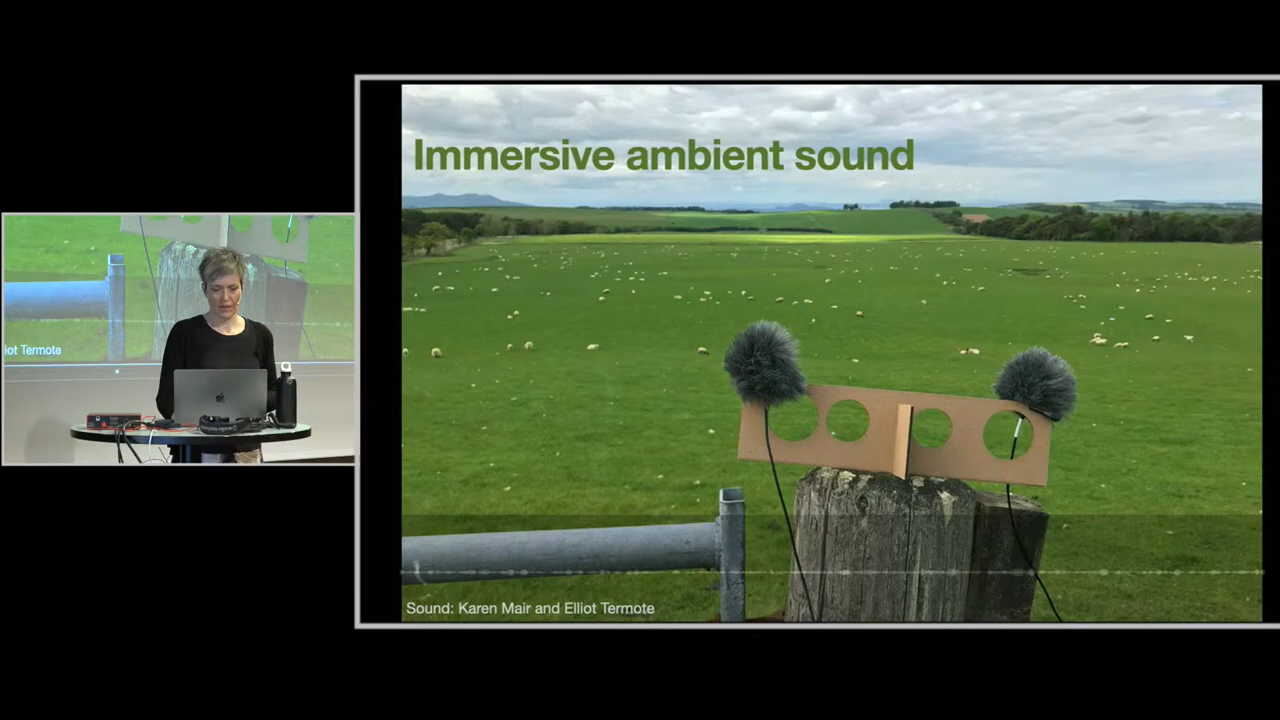 Immersive ambient sound
iot Termote
Sound: Karen Mair and Elliot Termote